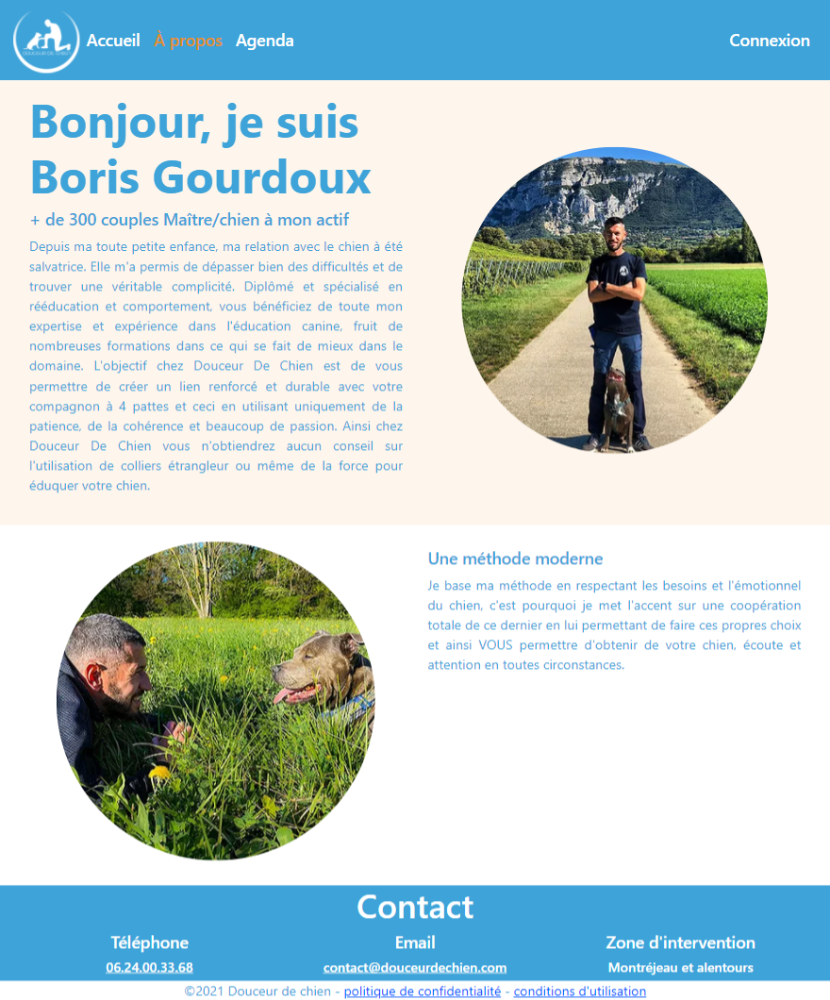 DOUCEUR DE CHIEN
Accueil À propos Agenda
Connexion
Bonjour, je suis
Boris Gourdoux
+ de 300 couples Maître/chien à mon actif
Depuis ma toute petite enfance, ma relation avec le chien à été
salvatrice. Elle m'a permis de dépasser bien des difficultés et de
trouver une véritable complicité. Diplômé et spécialisé en
rééducation et comportement, vous bénéficiez de toute mon
expertise et expérience dans l'éducation canine, fruit de
nombreuses formations dans ce qui se fait de mieux dans le
domaine. L'objectif chez Douceur De Chien est de vous
permettre de créer un lien renforcé et durable avec votre
compagnon à 4 pattes et ceci en utilisant uniquement de la
patience, de la cohérence et beaucoup de passion. Ainsi chez
Douceur De Chien vous n'obtiendrez aucun conseil sur
l'utilisation de colliers étrangleur ou même de la force pour
éduquer votre chien.
Une méthode moderne
Je base ma méthode en respectant les besoins et l'émotionnel
du chien, c'est pourquoi je met l'accent sur une coopération
totale de ce dernier en lui permettant de faire ces propres choix
et ainsi VOUS permettre d'obtenir de votre chien, écoute et
attention en toutes circonstances.
Contact
Téléphone
06.24.00.33.68
Email
contact@douceurdechien.com
Zone d'intervention
Montréjeau et alentours
©2021 Douceur de chien - politique de confidentialité - conditions d'utilisation